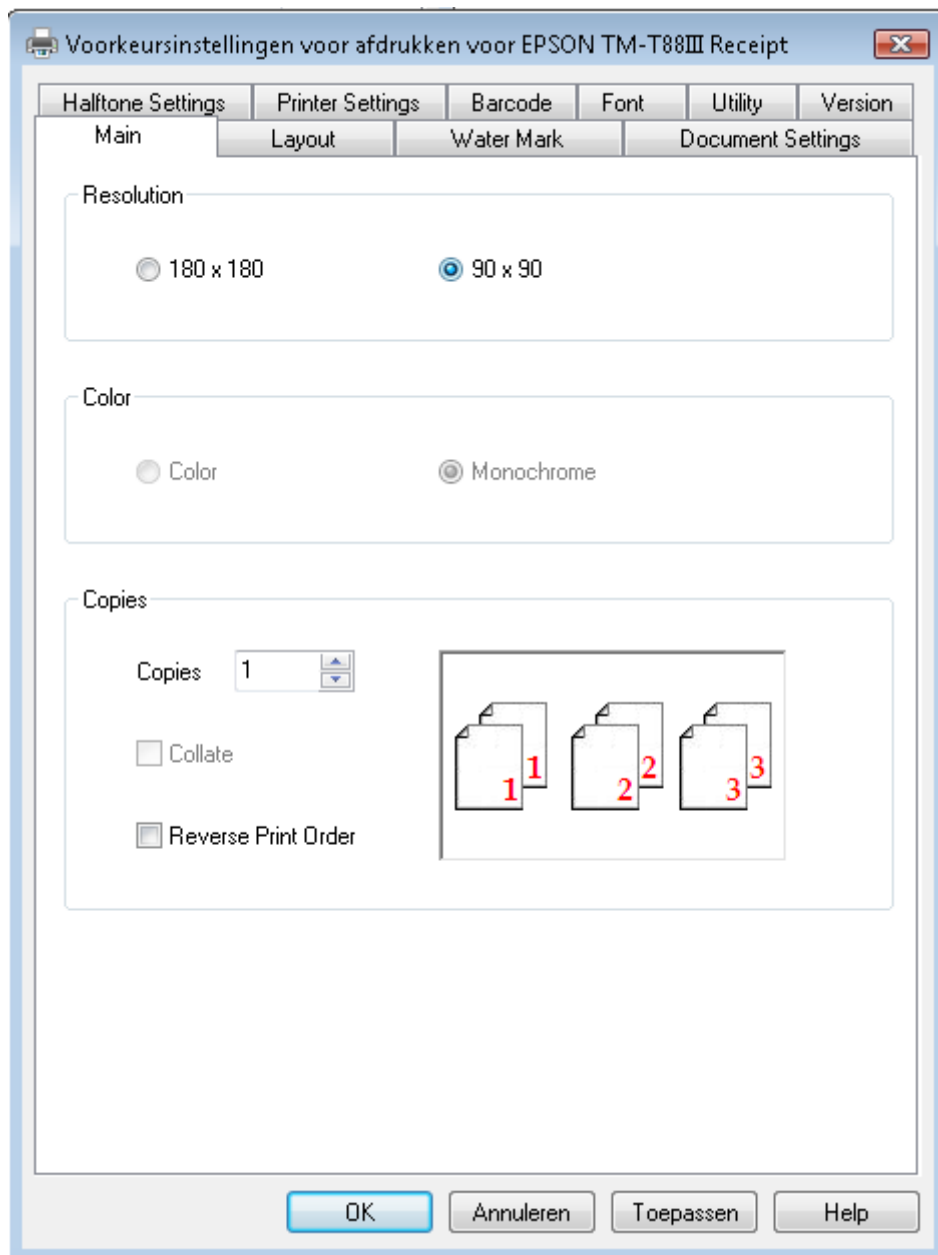 Voorkeursinstellingen voor afdrukken voor EPSON TM-T88III Receipt
Halftone Settings Printer Settings Barcode Font Utility Version
Main Layout Water Mark Document Settings
Resolution
180 x 180 90 x 90
Color
Color Monochrome
Copies
Copies 1
Collate
Reverse Print Order
1 1 2 2 3 3
OK Annuleren Toepassen Help